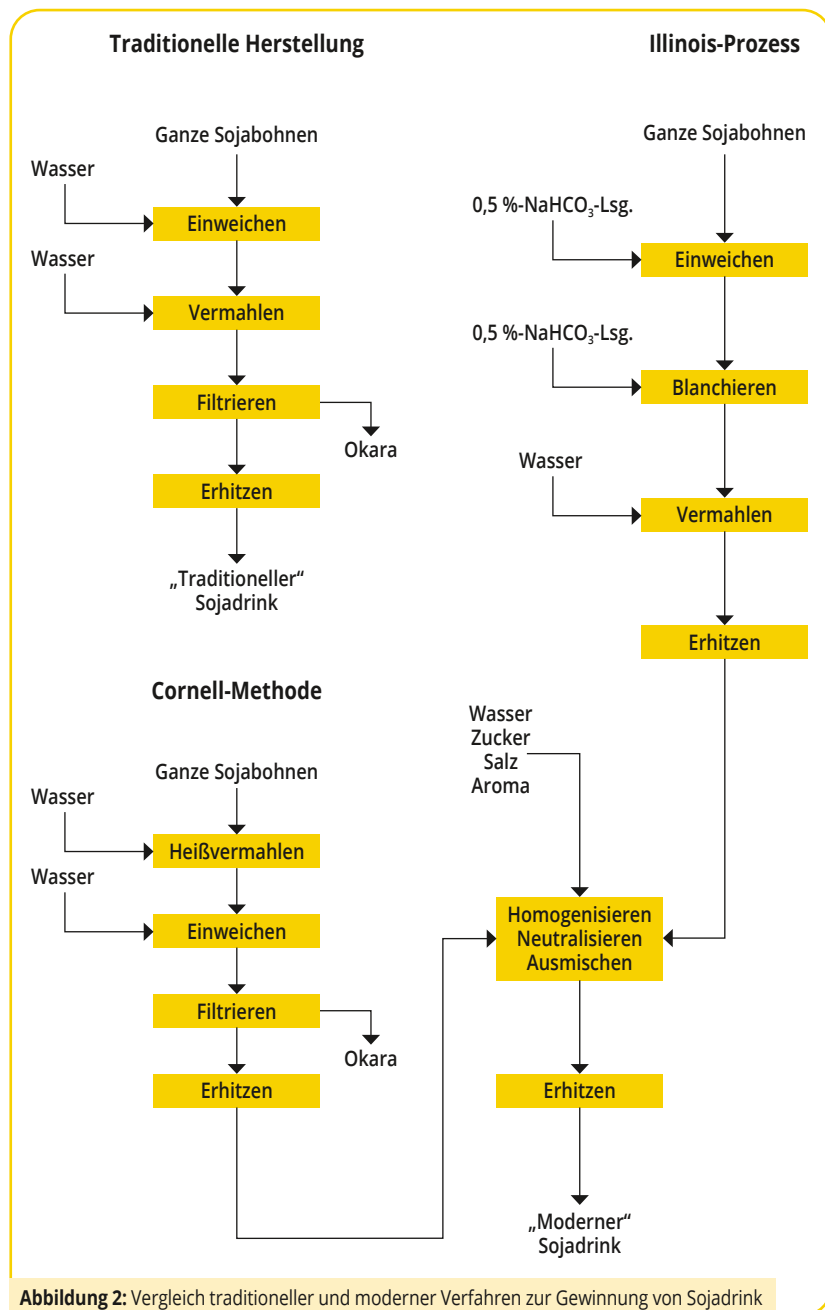 Traditionelle Herstellung
Ganze Sojabohnen
Wasser
Einweichen
Wasser
Vermahlen
Filtrieren
Okara
Erhitzen
„Traditioneller“
Sojadrink
Illinois-Prozess
Ganze Sojabohnen
0,5 %-NaHCO₃-Lsg.
Einweichen
0,5 %-NaHCO₃-Lsg.
Blanchieren
Wasser
Vermahlen
Erhitzen
Cornell-Methode
Ganze Sojabohnen
Wasser
Heißvermahlen
Wasser
Einweichen
Filtrieren
Okara
Erhitzen
Wasser
Zucker
Salz
Aroma
Homogenisieren
Neutralisieren
Ausmischen
Erhitzen
„Moderner“
Sojadrink
Abbildung 2: Vergleich traditioneller und moderner Verfahren zur Gewinnung von Sojadrink